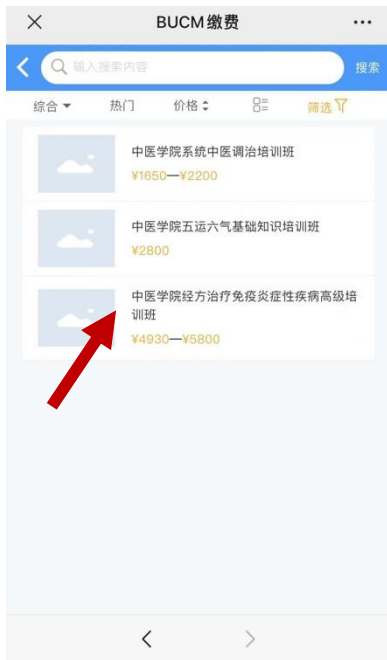 BUCM缴费
输入搜索内容 搜索
综合 热门 价格 筛选
中医学院系统中医调治培训班
¥1650—¥2200
中医学院五运六气基础知识培训班
¥2800
中医学院经方治疗免疫炎症性疾病高级培
训班
¥4930—¥5800